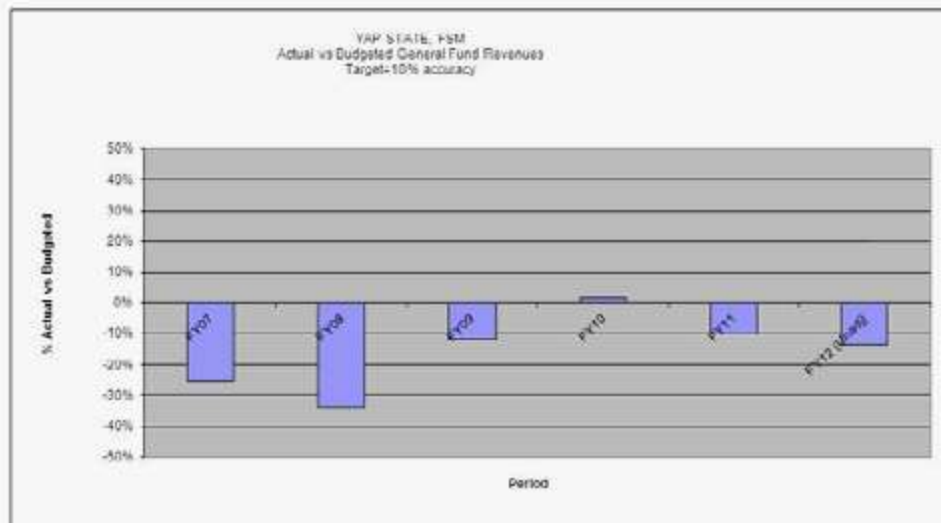 YAP STATE, FSM
Actual vs Budgeted General Fund Revenues
Target=10% accuracy
50%
40%
30%
20%
10%
0%
-10%
-20%
-30%
-40%
-50%
% Actual vs Budgeted
FY07
FY08
FY09
FY10
FY11
FY12
Period